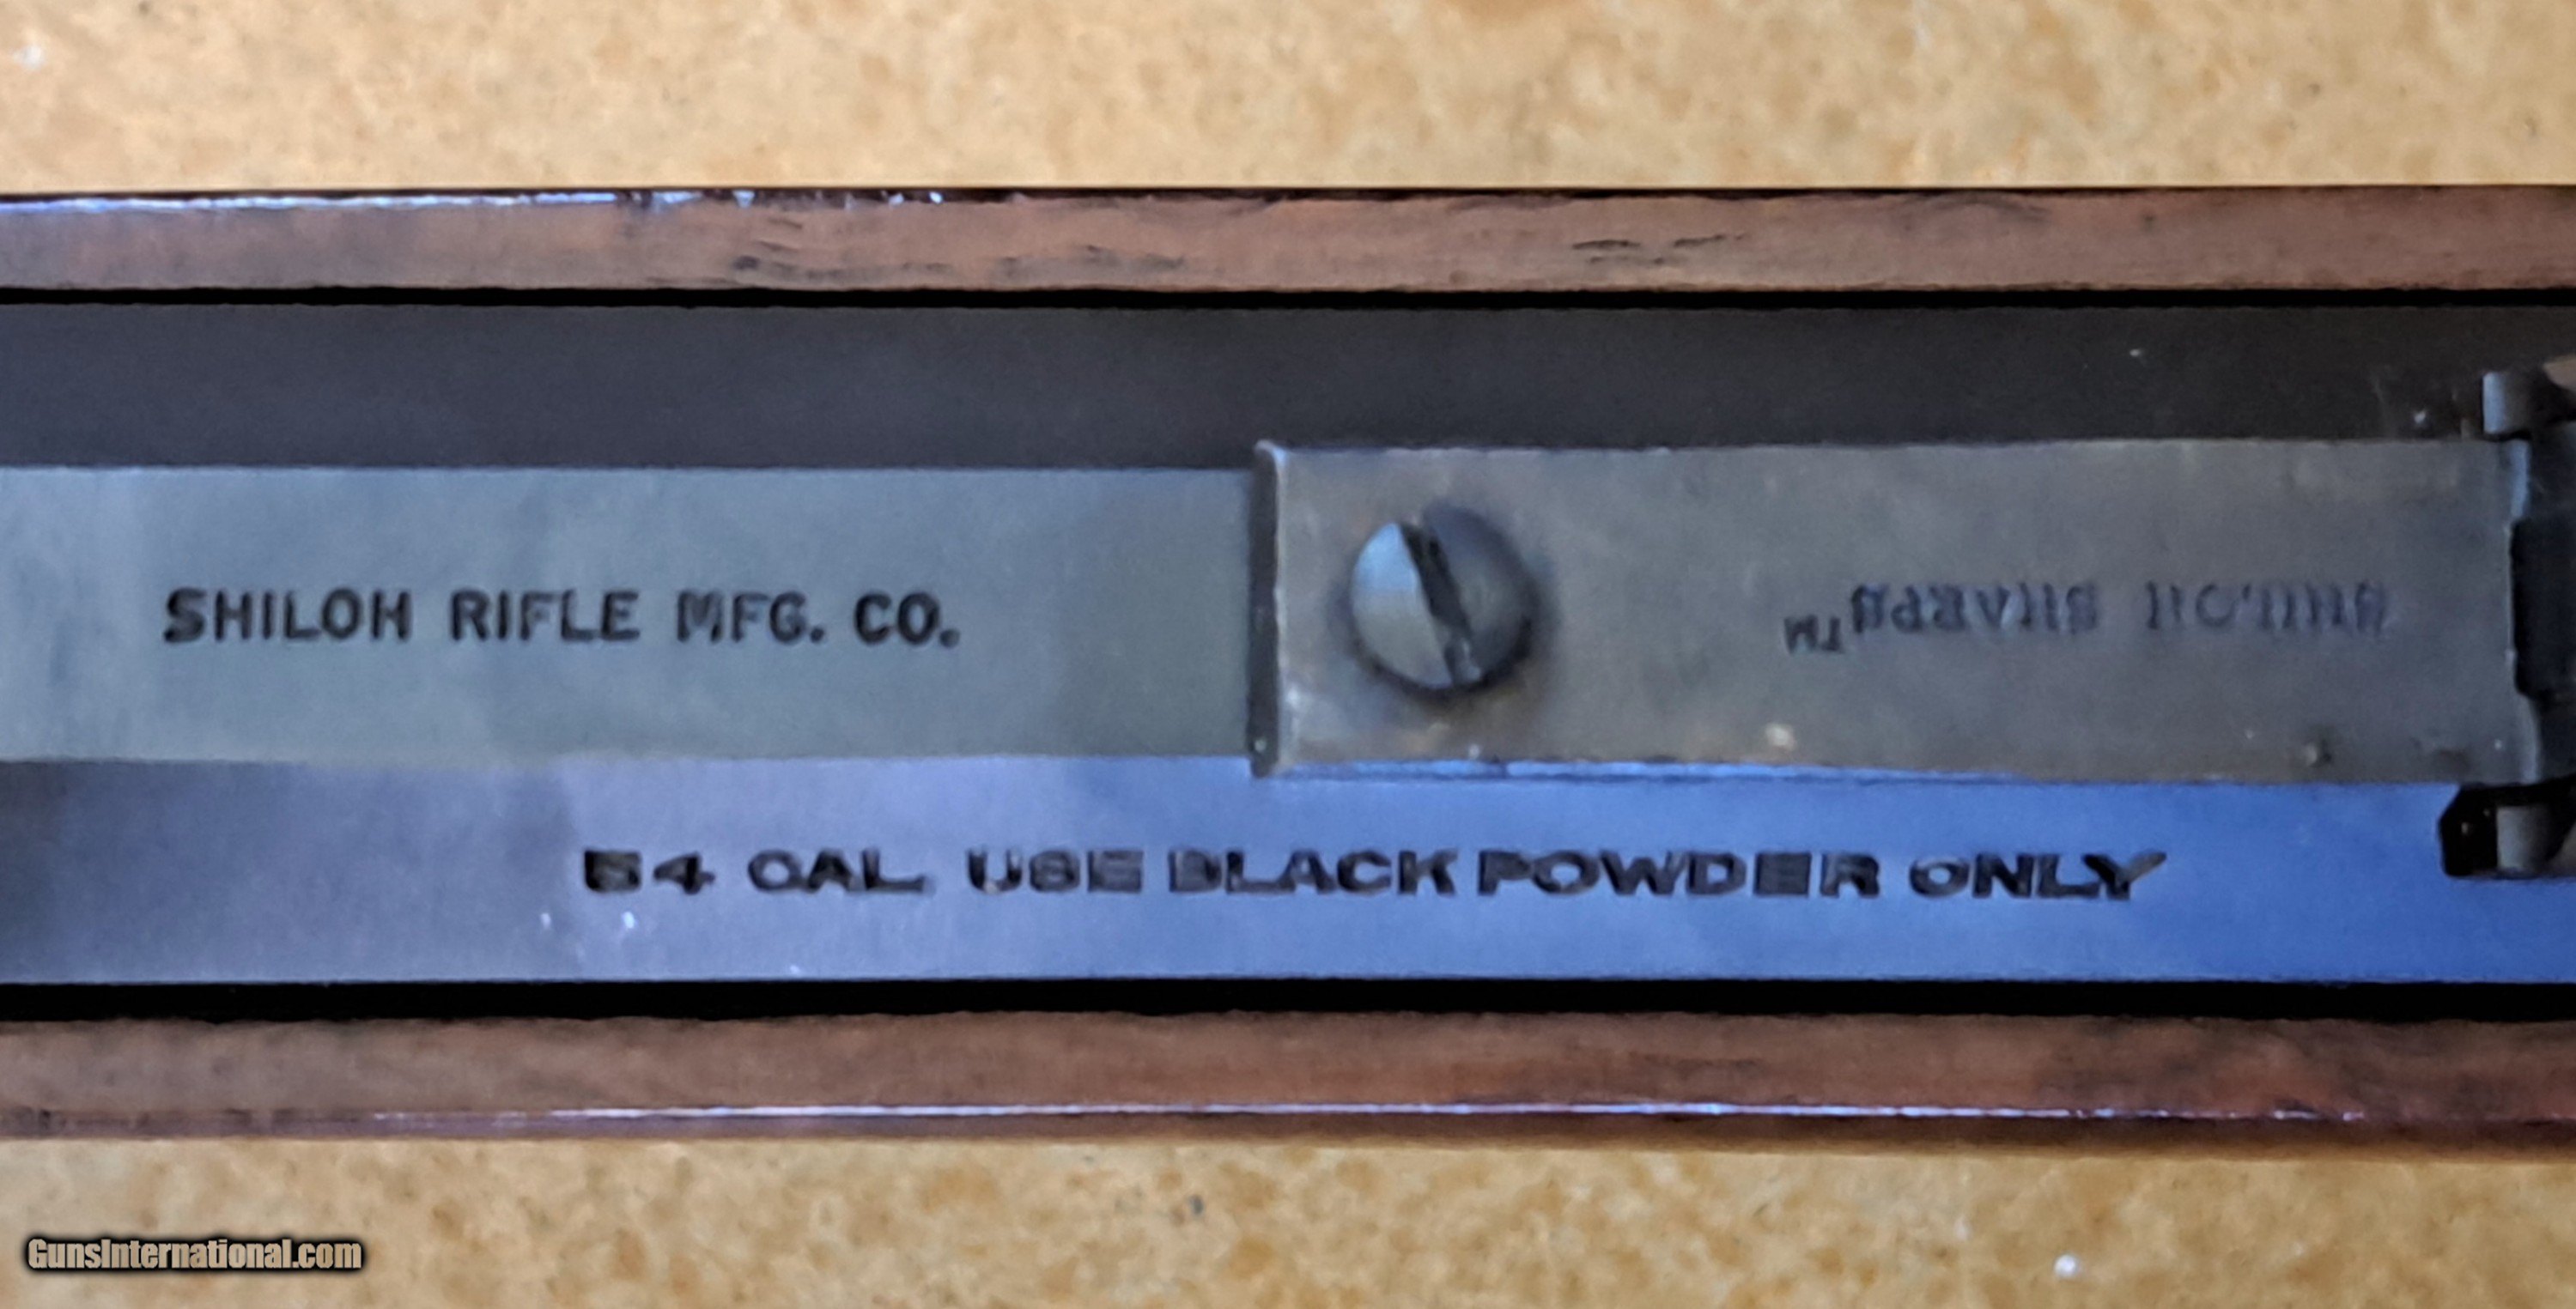 SHILOH RIFLE MFG. CO.
SHILOH SHARPS™
54 CAL. USE BLACK POWDER ONLY
GunsInternational.com